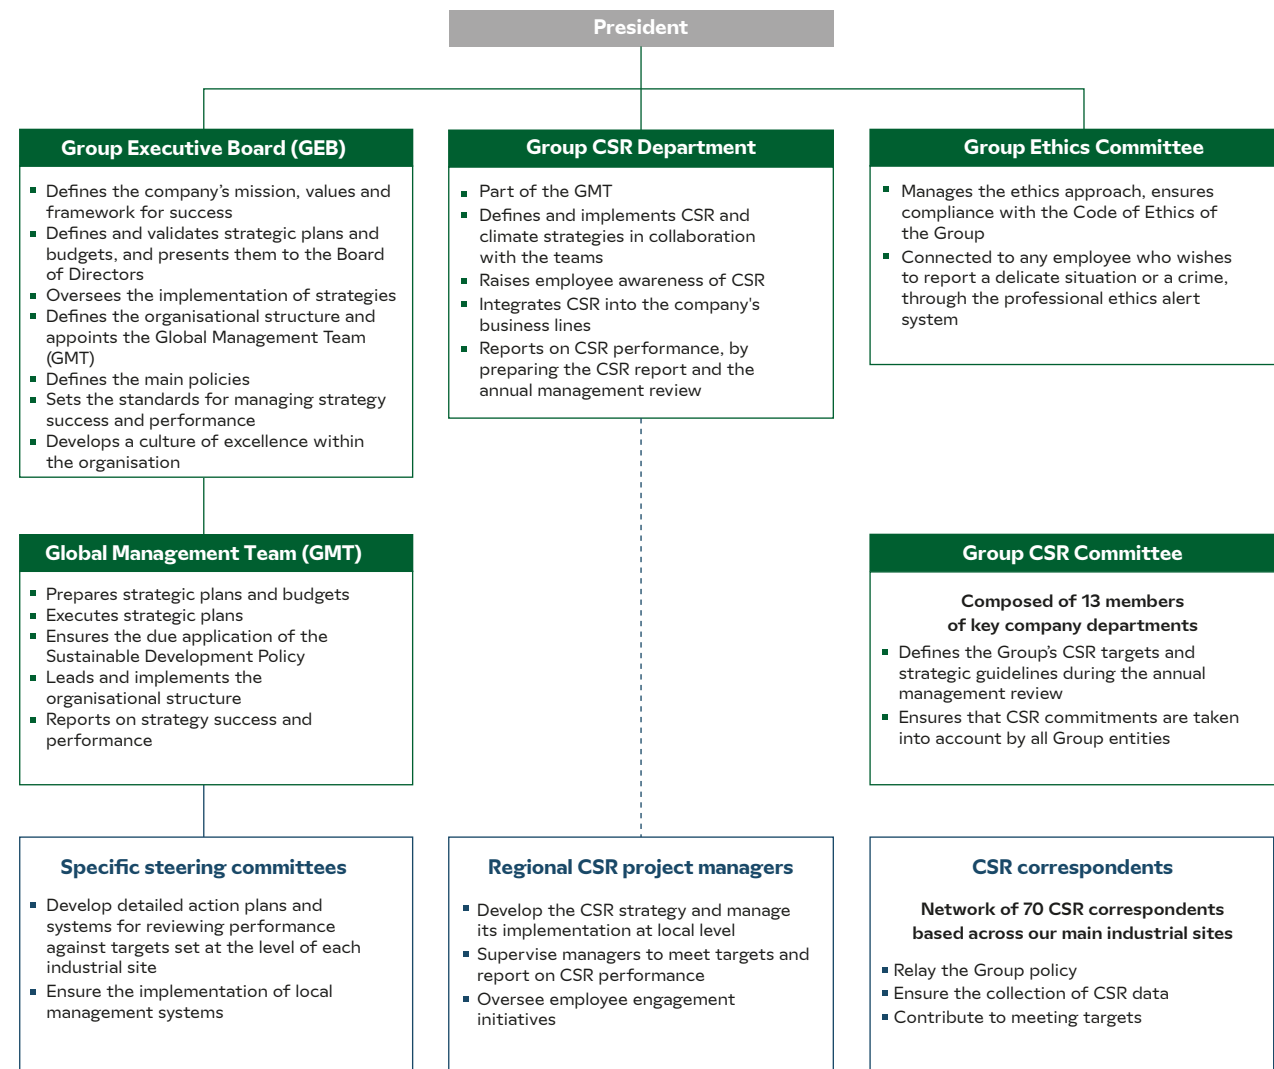 President
Group Executive Board (GEB)
Defines the company’s mission, values and
framework for success
Defines and validates strategic plans and
budgets, and presents them to the Board
of Directors
Oversees the implementation of strategies
Defines the organisational structure and
appoints the Global Management Team
(GMT)
Defines the main policies
Sets the standards for managing strategy
success and performance
Develops a culture of excellence within
the organisation
Group CSR Department
Part of the GMT
Defines and implements CSR and
climate strategies in collaboration
with the teams
Raises employee awareness of CSR
Integrates CSR into the company's
business lines
Reports on CSR performance, by
preparing the CSR report and the
annual management review
Group Ethics Committee
Manages the ethics approach, ensures
compliance with the Code of Ethics of
the Group
Connected to any employee who wishes
to report a delicate situation or a crime,
through the professional ethics alert
system
Global Management Team (GMT)
Prepares strategic plans and budgets
Executes strategic plans
Ensures the due application of the
Sustainable Development Policy
Leads and implements the
organisational structure
Reports on strategy success and
performance
Group CSR Committee
Composed of 13 members
of key company departments
Defines the Group’s CSR targets and
strategic guidelines during the annual
management review
Ensures that CSR commitments are taken
into account by all Group entities
Specific steering committees
Develop detailed action plans and
systems for reviewing performance
against targets set at the level of each
industrial site
Ensure the implementation of local
management systems
Regional CSR project managers
Develop the CSR strategy and manage
its implementation at local level
Supervise managers to meet targets and
report on CSR performance
Oversee employee engagement
initiatives
CSR correspondents
Network of 70 CSR correspondents
based across our main industrial sites
Relay the Group policy
Ensure the collection of CSR data
Contribute to meeting targets